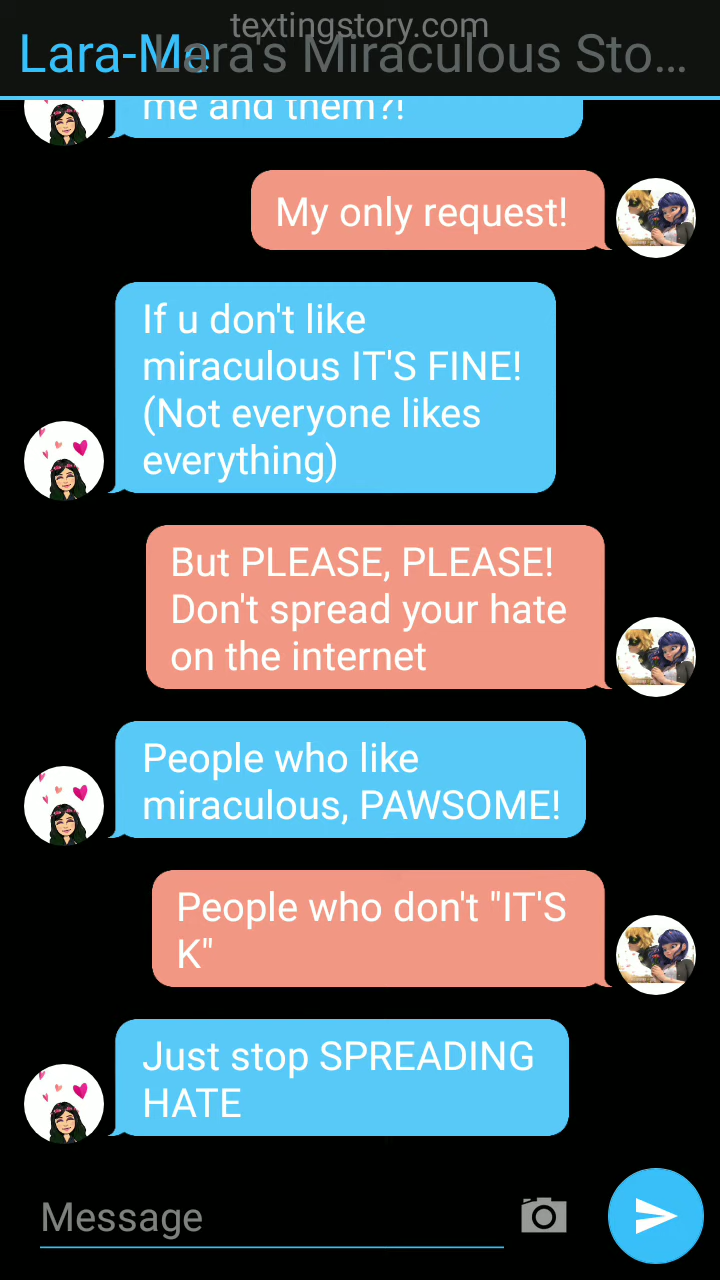 textingstory.com
Lara-Me
Lara's Miraculous Sto...
me and them?!
My only request!
If u don't like
miraculous IT'S FINE!
(Not everyone likes
everything)
But PLEASE, PLEASE!
Don't spread your hate
on the internet
People who like
miraculous, PAWSOME!
People who don't "IT'S
K"
Just stop SPREADING
HATE
Message